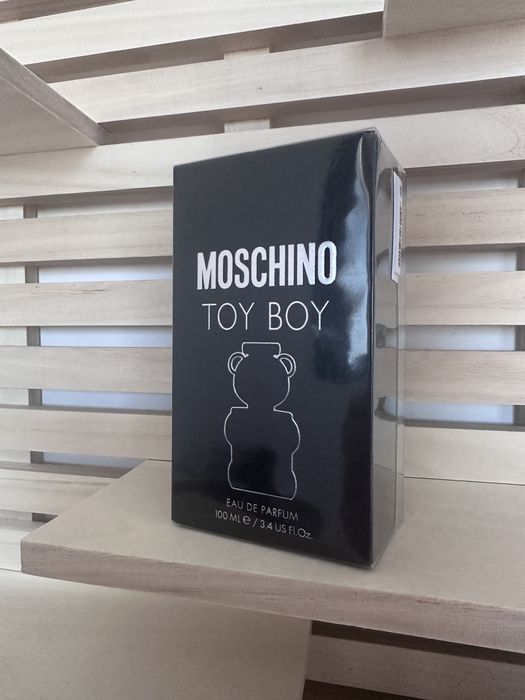 MOSCHINO
TOY BOY
EAU DE PARFUM
100 ML ℮ / 3.4 US Fl.Oz.